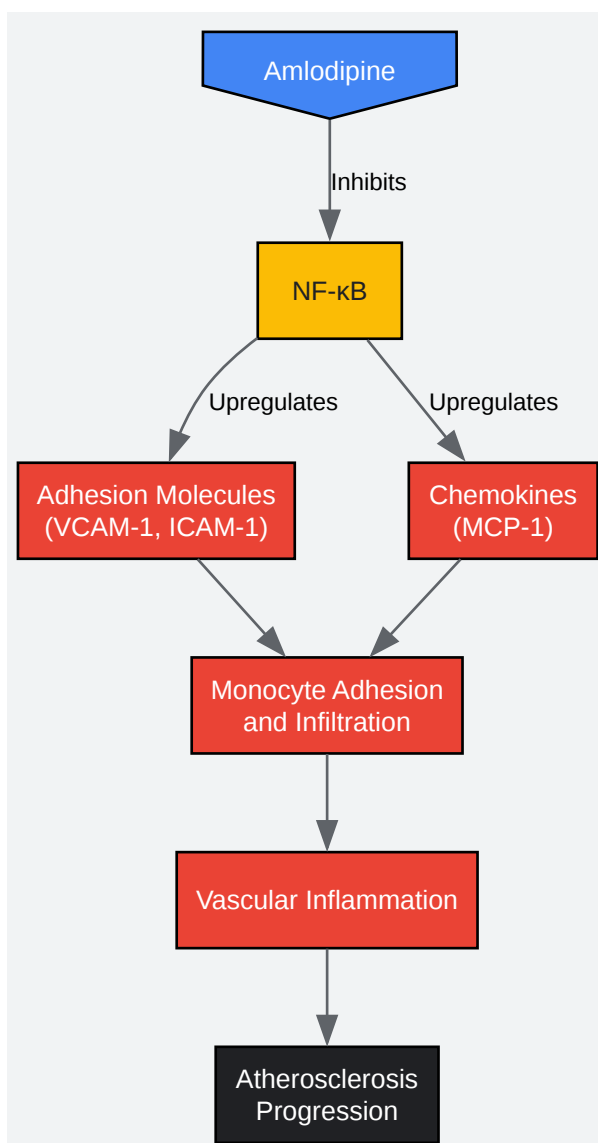 Amlodipine
Inhibits
NF-κB
Upregulates
Upregulates
Adhesion Molecules
(VCAM-1, ICAM-1)
Chemokines
(MCP-1)
Monocyte Adhesion
and Infiltration
Vascular Inflammation
Atherosclerosis
Progression